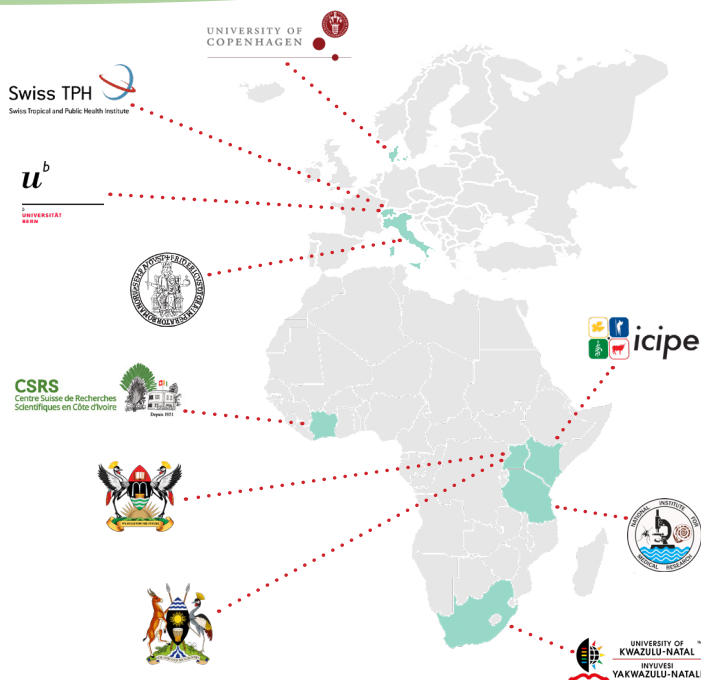 UNIVERSITY OF
COPENHAGEN
Swiss TPH
Swiss Tropical and Public Health Institute
u^b
b
UNIVERSITÄT
BERN
icipe
CSRS
Centre Suisse de Recherches
Scientifiques en Côte d'Ivoire
Depuis 1951
NATIONAL INSTITUTE FOR
MEDICAL RESEARCH
UNIVERSITY OF
KWAZULU-NATAL
INYUVESI
YAKWAZULU-NATALI